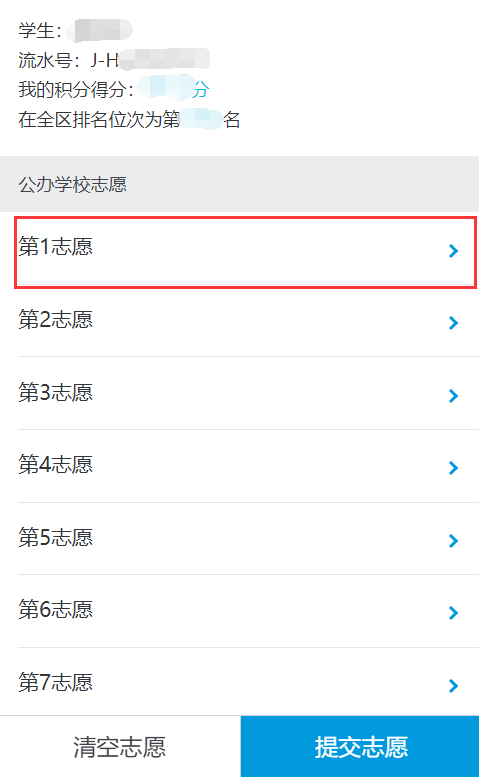 学生：
流水号：J-H
我的积分得分：分
在全区排名位次为第名
公办学校志愿
第1志愿
第2志愿
第3志愿
第4志愿
第5志愿
第6志愿
第7志愿
清空志愿
提交志愿